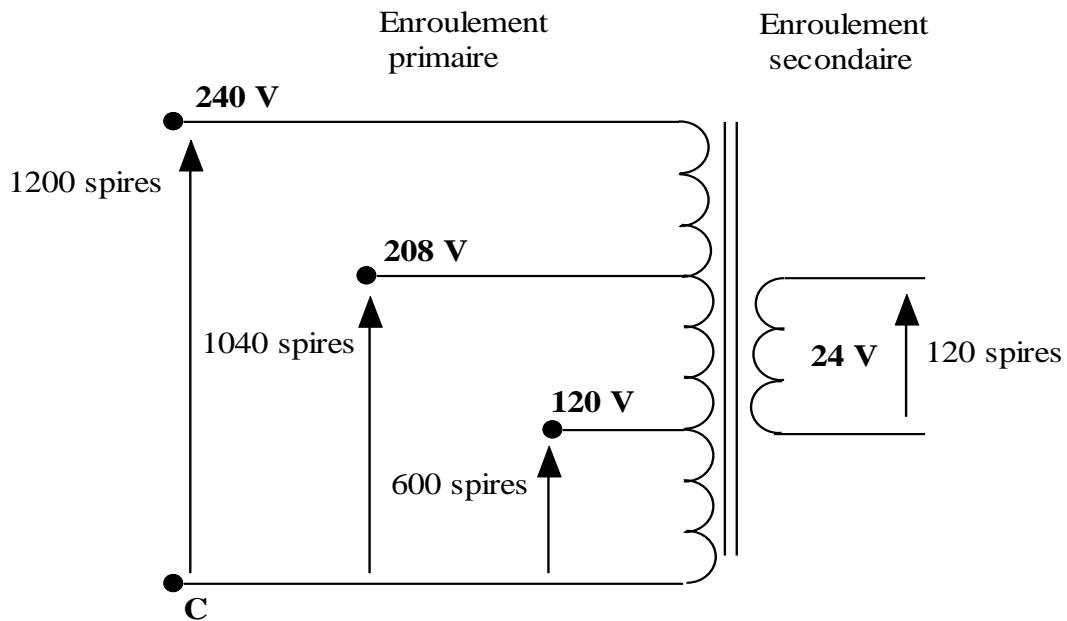 Enroulement
primaire
Enroulement
secondaire
240 V
1200 spires
208 V
1040 spires
24 V
120 spires
120 V
600 spires
C